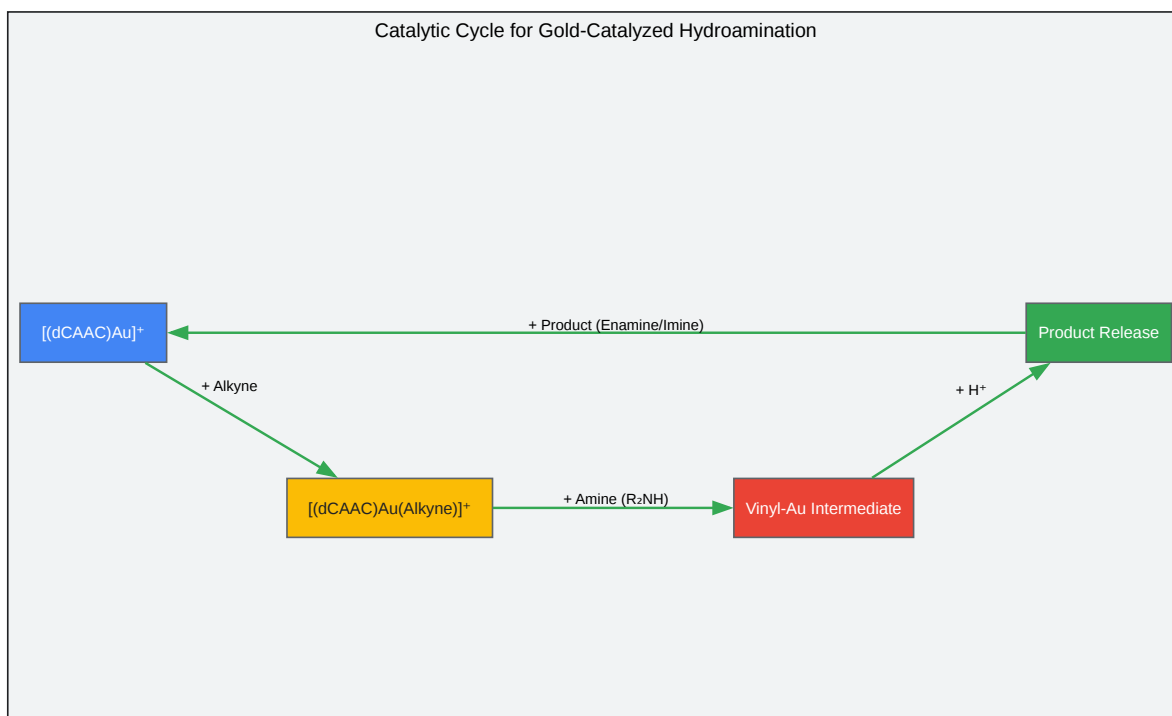 Catalytic Cycle for Gold-Catalyzed Hydroamination
[(dCAAC)Au]⁺
+ Product (Enamine/Imine)
Product Release
+ Alkyne
+ H⁺
[(dCAAC)Au(Alkyne)]⁺
+ Amine (R₂NH)
Vinyl-Au Intermediate